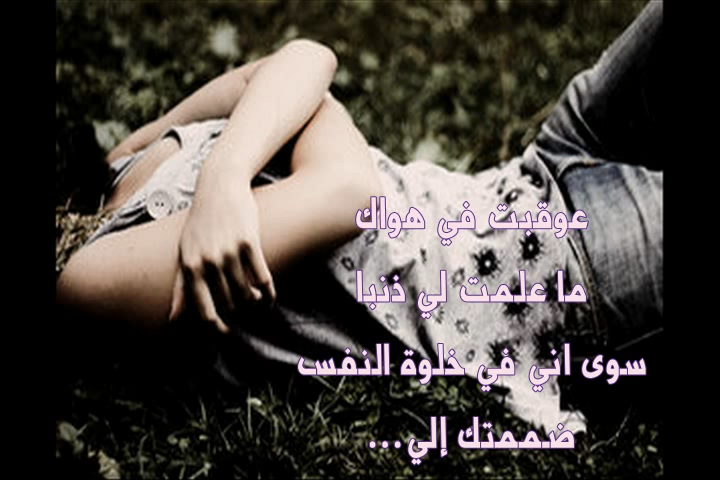 عوقبت في هواك
ما علمت لي ذنبا
سوى اني في خلوة النفس
ضممتك إلي...